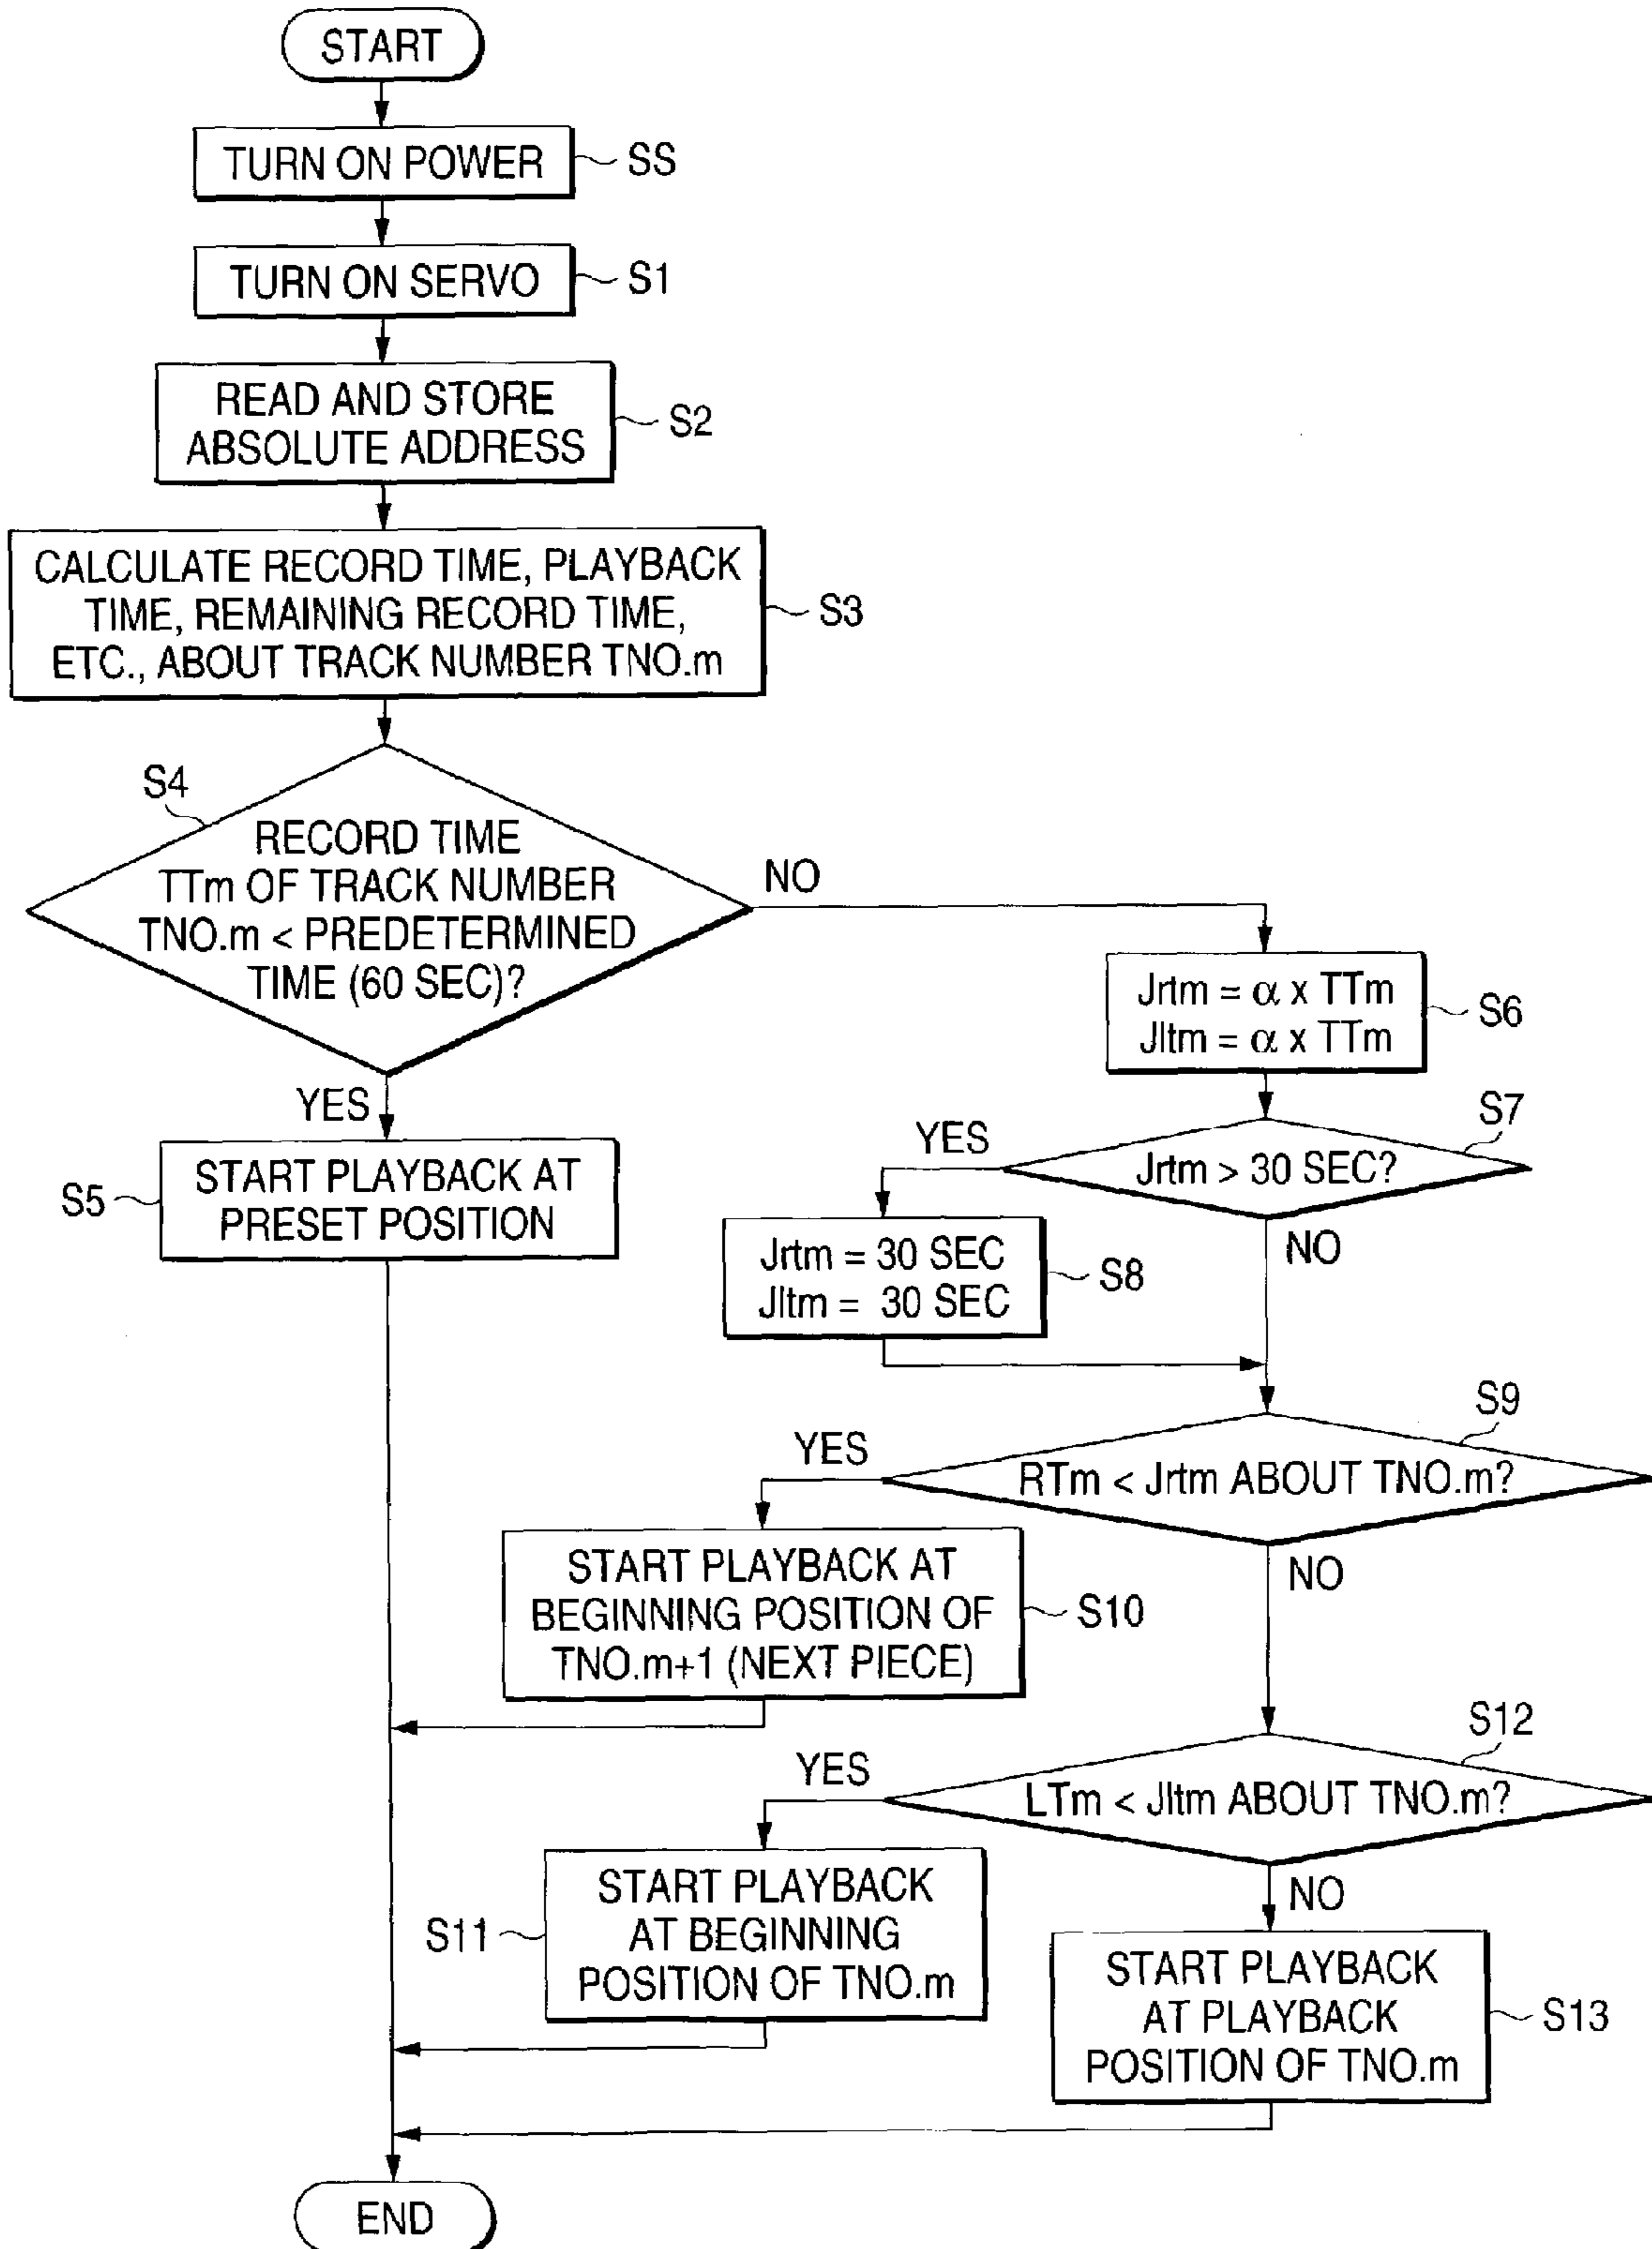 START
TURN ON POWER
SS
TURN ON SERVO
S1
READ AND STORE
ABSOLUTE ADDRESS
S2
CALCULATE RECORD TIME, PLAYBACK
TIME, REMAINING RECORD TIME,
ETC., ABOUT TRACK NUMBER TNO.m
S3
S4
RECORD TIME
TTm OF TRACK NUMBER
TNO.m < PREDETERMINED
TIME (60 SEC)?
NO
YES
S5
START PLAYBACK AT
PRESET POSITION
Jrtm = α x TTm
Jltm = α x TTm
S6
S7
Jrtm > 30 SEC?
YES
NO
Jrtm = 30 SEC
Jltm = 30 SEC
S8
S9
RTm < Jrtm ABOUT TNO.m?
YES
NO
START PLAYBACK AT
BEGINNING POSITION OF
TNO.m+1 (NEXT PIECE)
S10
S12
LTm < Jltm ABOUT TNO.m?
YES
NO
S11
START PLAYBACK
AT BEGINNING
POSITION OF TNO.m
START PLAYBACK
AT PLAYBACK
POSITION OF TNO.m
S13
END